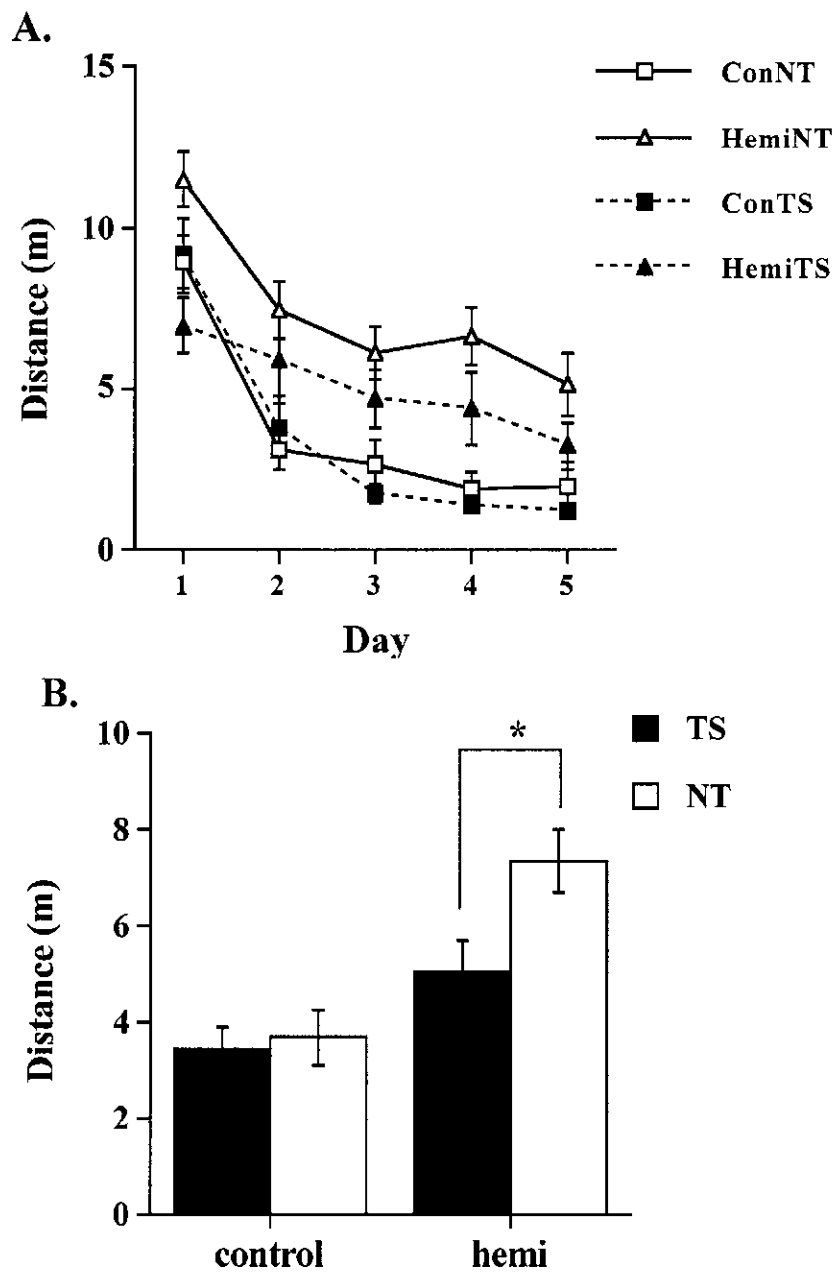 A.
15
10
5
0
Distance (m)
1 2 3 4 5
Day
ConNT
HemiNT
ConTS
HemiTS
B.
10
8
6
4
2
0
Distance (m)
*
TS
NT
control hemi